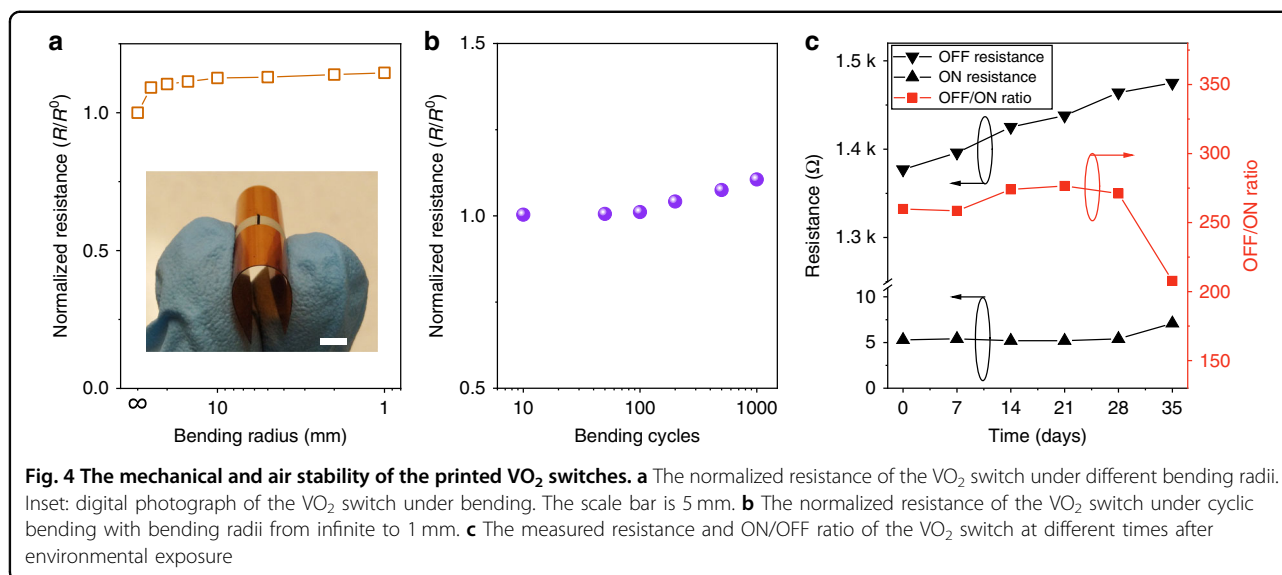 a
Normalized resistance (R/R⁰)
1.0
0.5
0.0
∞
10
1
Bending radius (mm)
b
Normalized resistance (R/R⁰)
1.5
1.0
0.5
10
100
1000
Bending cycles
c
OFF resistance
ON resistance
OFF/ON ratio
Resistance (Ω)
1.5 k
1.4 k
1.3 k
10
5
0
0
7
14
21
28
35
Time (days)
350
300
250
200
150
OFF/ON ratio
Fig. 4 The mechanical and air stability of the printed VO₂ switches. a The normalized resistance of the VO₂ switch under different bending radii.
Inset: digital photograph of the VO₂ switch under bending. The scale bar is 5 mm. b The normalized resistance of the VO₂ switch under cyclic
bending with bending radii from infinite to 1 mm. c The measured resistance and ON/OFF ratio of the VO₂ switch at different times after
environmental exposure